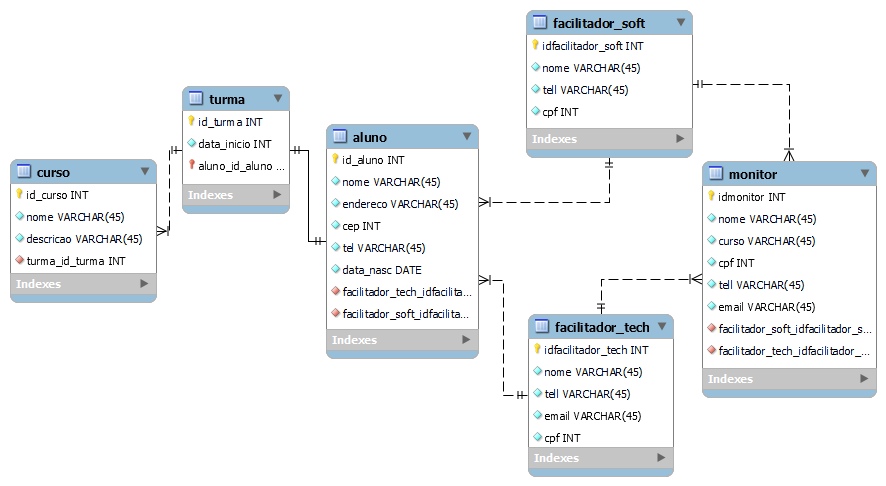 facilitador_soft
idfacilitador_soft INT
nome VARCHAR(45)
tell VARCHAR(45)
cpf INT
Indexes
turma
id_turma INT
data_inicio INT
aluno_id_aluno ...
Indexes
aluno
id_aluno INT
nome VARCHAR(45)
endereco VARCHAR(45)
cep INT
tel VARCHAR(45)
data_nasc DATE
facilitador_tech_idfacilita...
facilitador_soft_idfacilita...
Indexes
curso
id_curso INT
nome VARCHAR(45)
descricao VARCHAR(45)
turma_id_turma INT
Indexes
monitor
idmonitor INT
nome VARCHAR(45)
curso VARCHAR(45)
cpf INT
tell VARCHAR(45)
email VARCHAR(45)
facilitador_soft_idfacilitador_s...
facilitador_tech_idfacilitador_...
Indexes
facilitador_tech
idfacilitador_tech INT
nome VARCHAR(45)
tell VARCHAR(45)
email VARCHAR(45)
cpf INT
Indexes